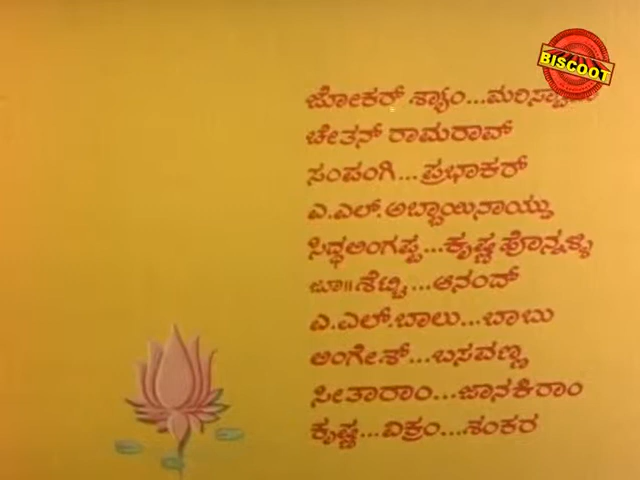 BISCOOT
ಜೋಕರ್ ಶ್ಯಾಂ...
ಚೇತನ್ ರಾಮರಾವ್
ಸಂಪಂಗಿ...ಪ್ರಭಾಕರ್
ಎ.ಎಲ್.ಅಬ್ಬಾಯಿನಾಯ್ಡು
ಸಿದ್ಧಲಿಂಗಪ್ಪ...ಕೃಷ್ಣ ಪೊನ್ನಳ್ಳಿ
ಜೂ॥ಶೆಟ್ಟಿ...ಆನಂದ್
ಎ.ಎಲ್.ಬಾಲು...ಬಾಬು
ಅಂಗೇಶ್...ಬಸವಣ್ಣ
ಸೀತಾರಾಂ...ಜಾನಕಿರಾಂ
ಕೃಷ್ಣ...ವಿಕ್ರಂ...ಶಂಕರ